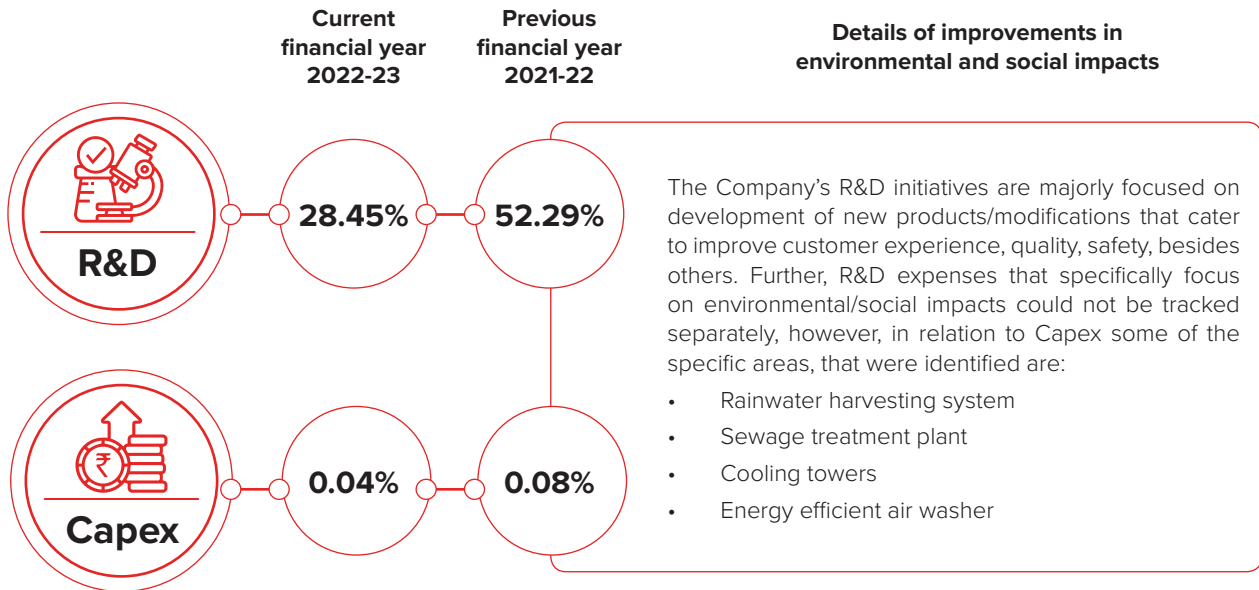 Current
financial year
2022-23
Previous
financial year
2021-22
Details of improvements in
environmental and social impacts
R&D
28.45%
52.29%
The Company’s R&D initiatives are majorly focused on
development of new products/modifications that cater
to improve customer experience, quality, safety, besides
others. Further, R&D expenses that specifically focus
on environmental/social impacts could not be tracked
separately, however, in relation to Capex some of the
specific areas, that were identified are:
• Rainwater harvesting system
• Sewage treatment plant
• Cooling towers
• Energy efficient air washer
₹
Capex
0.04%
0.08%